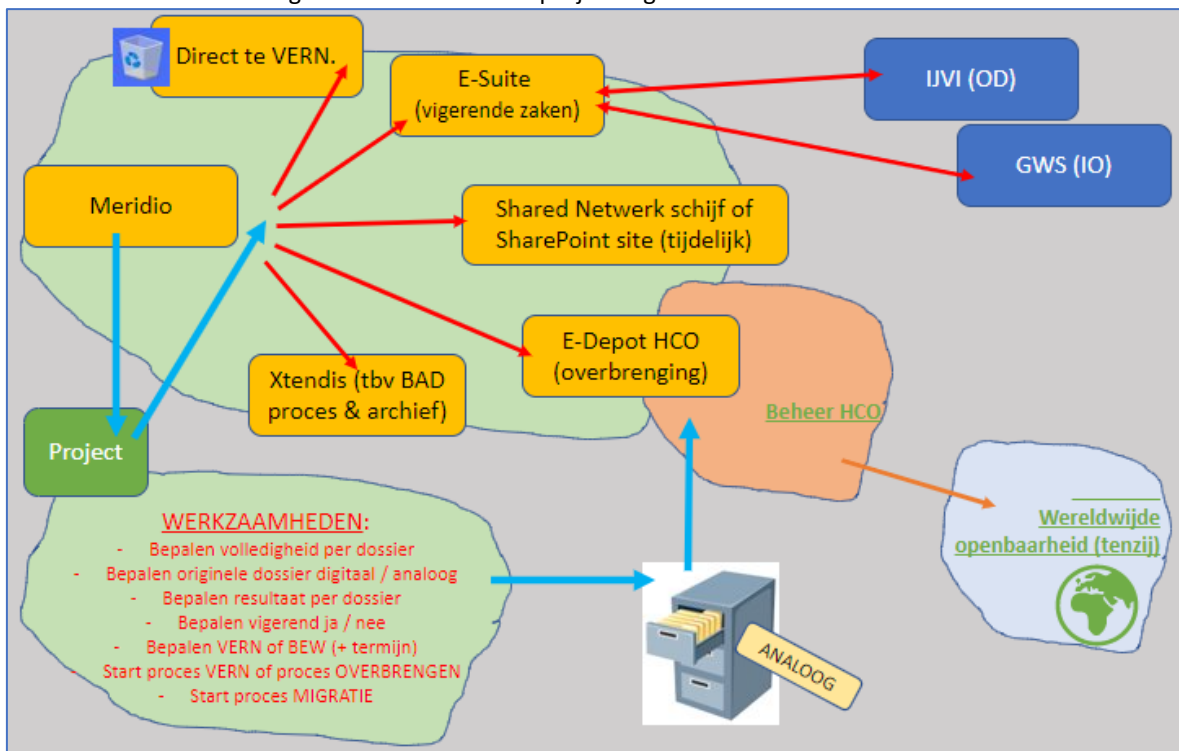 Direct te VERN.
E-Suite
(vigerende zaken)
IJVI (OD)
GWS (IO)
Meridio
Shared Netwerk schijf of
SharePoint site (tijdelijk)
E-Depot HCO
(overbrenging)
Xtendis (tbv BAD
proces & archief)
Beheer HCO
Project
Wereldwijde
openbaarheid (tenzij)
WERKZAAMHEDEN:
- Bepalen volledigheid per dossier
- Bepalen originele dossier digitaal / analoog
- Bepalen resultaat per dossier
- Bepalen vigerend ja / nee
- Bepalen VERN of BEW (+ termijn)
- Start proces VERN of proces OVERBRENGEN
- Start proces MIGRATIE
ANALOOG